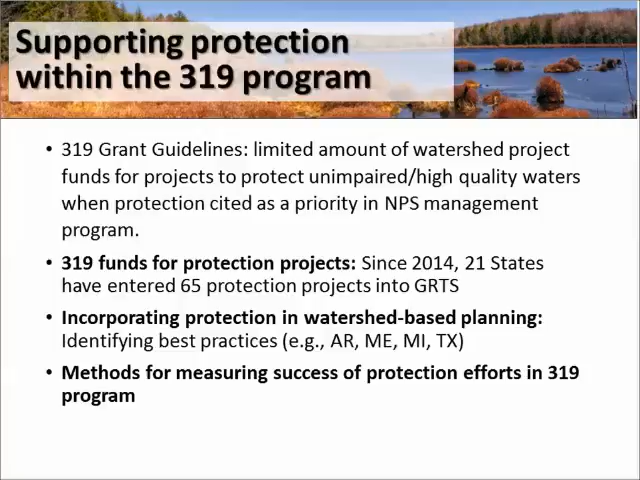 Supporting protection
within the 319 program
• 319 Grant Guidelines: limited amount of watershed project
funds for projects to protect unimpaired/high quality waters
when protection cited as a priority in NPS management
program.
• 319 funds for protection projects: Since 2014, 21 States
have entered 65 protection projects into GRTS
• Incorporating protection in watershed-based planning:
Identifying best practices (e.g., AR, ME, MI, TX)
• Methods for measuring success of protection efforts in 319
program